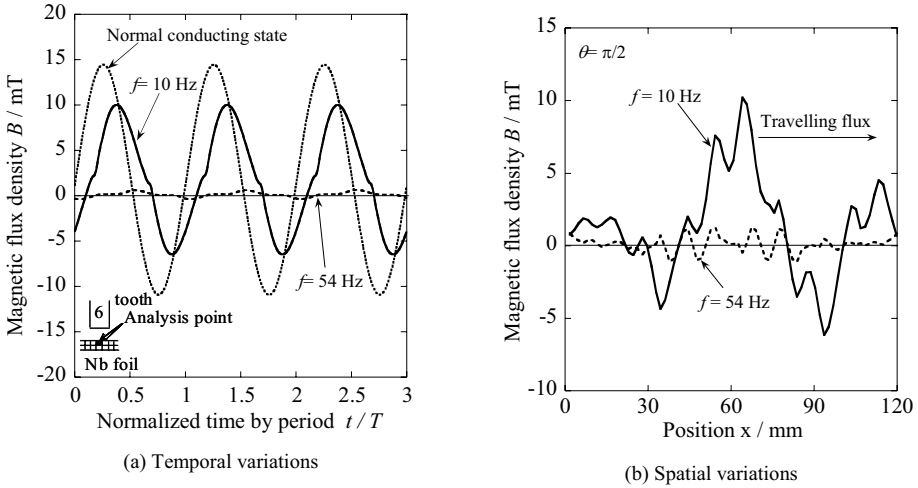 Magnetic flux density B / mT
20
15
10
5
0
-5
-10
-15
-20
Normal conducting state
f= 10 Hz
f= 54 Hz
6
tooth
Analysis point
Nb foil
0 0.5 1 1.5 2 2.5 3
Normalized time by period t / T
(a) Temporal variations
Magnetic flux density B / mT
15
10
5
0
-5
-10
θ= π/2
f= 10 Hz
Travelling flux
f= 54 Hz
0 30 60 90 120
Position x / mm
(b) Spatial variations